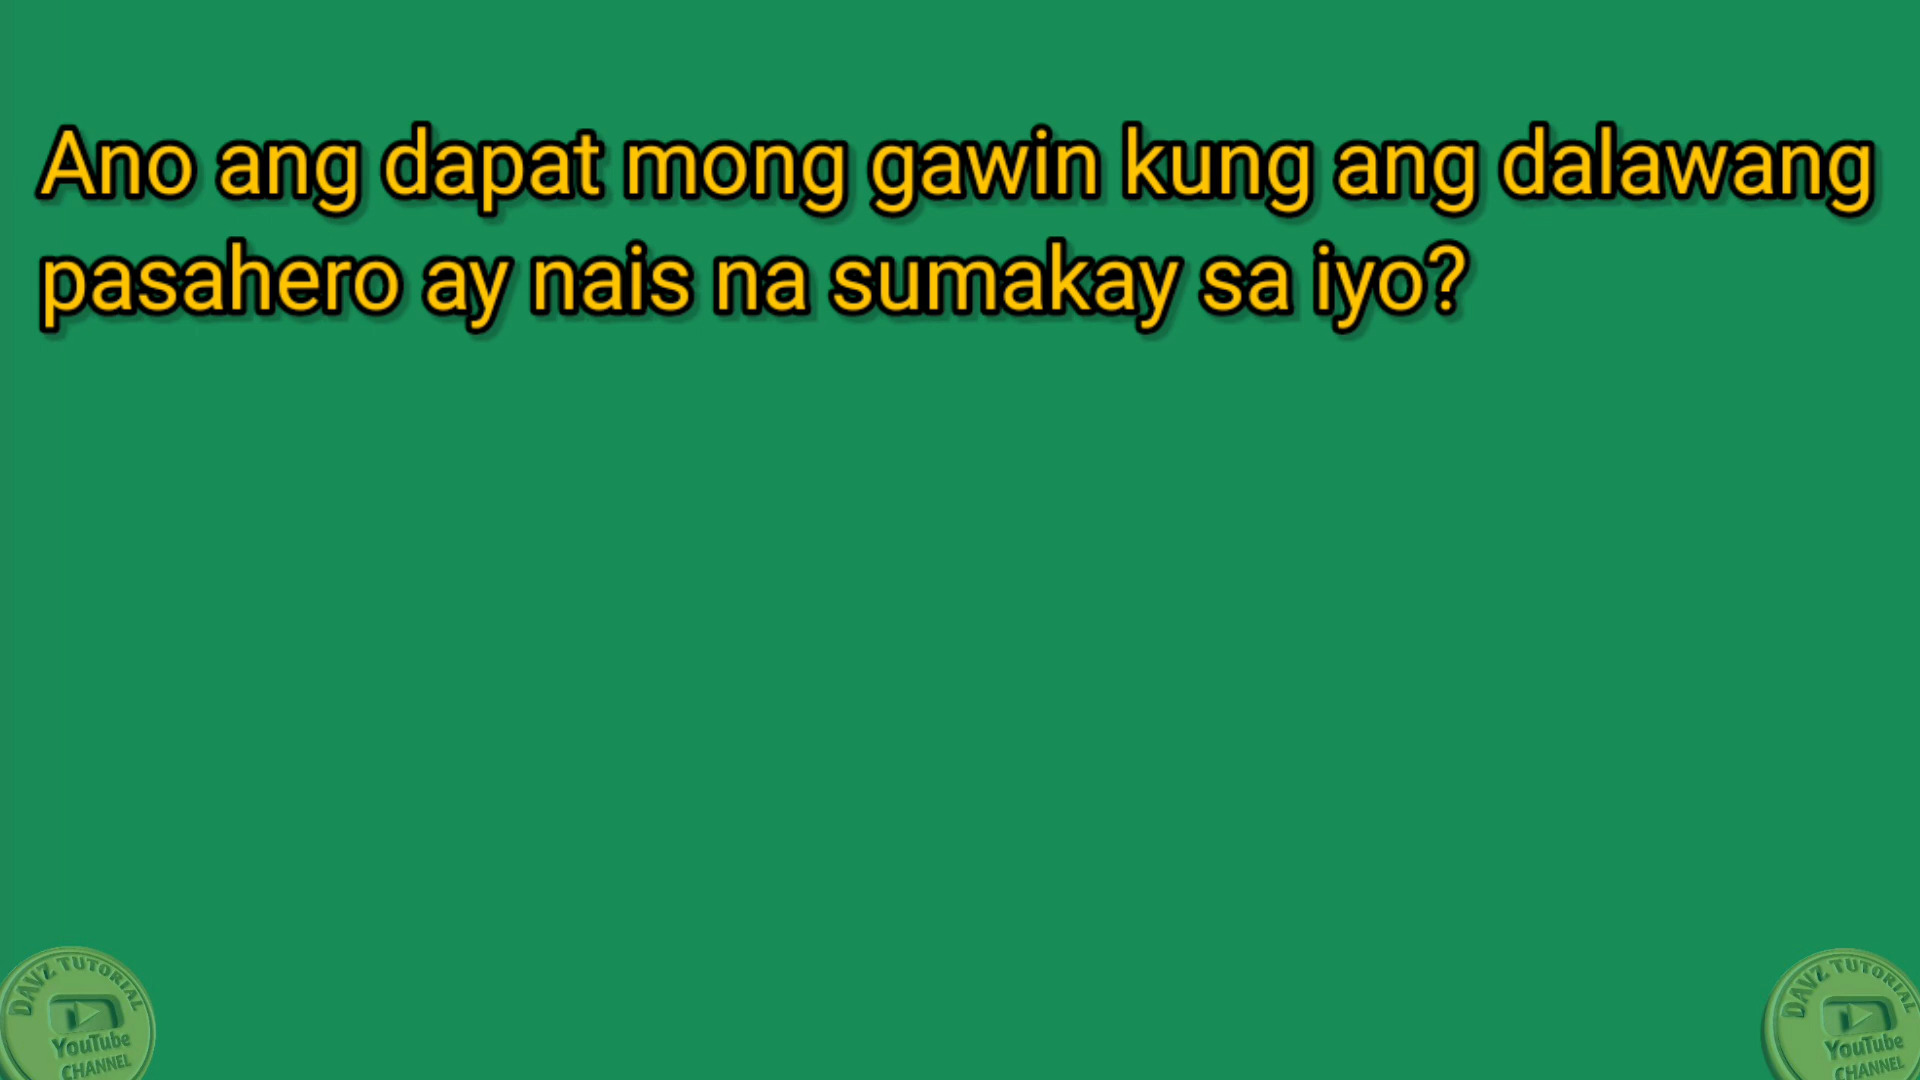 Ano ang dapat mong gawin kung ang dalawang
pasahero ay nais na sumakay sa iyo?
DAVZ TUTORIAL
YouTube
CHANNEL
DAVZ TUTORIAL
YouTube
CHANNEL